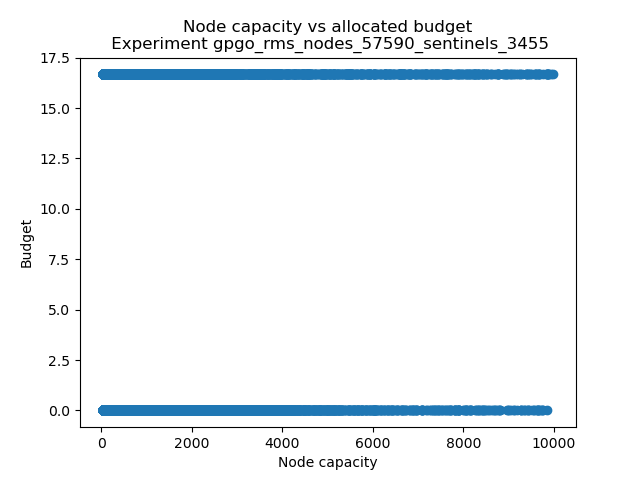 Node capacity vs allocated budget
Experiment gpgo_rms_nodes_57590_sentinels_3455
17.5
15.0
12.5
10.0
7.5
5.0
2.5
0.0
Budget
0 2000 4000 6000 8000 10000
Node capacity